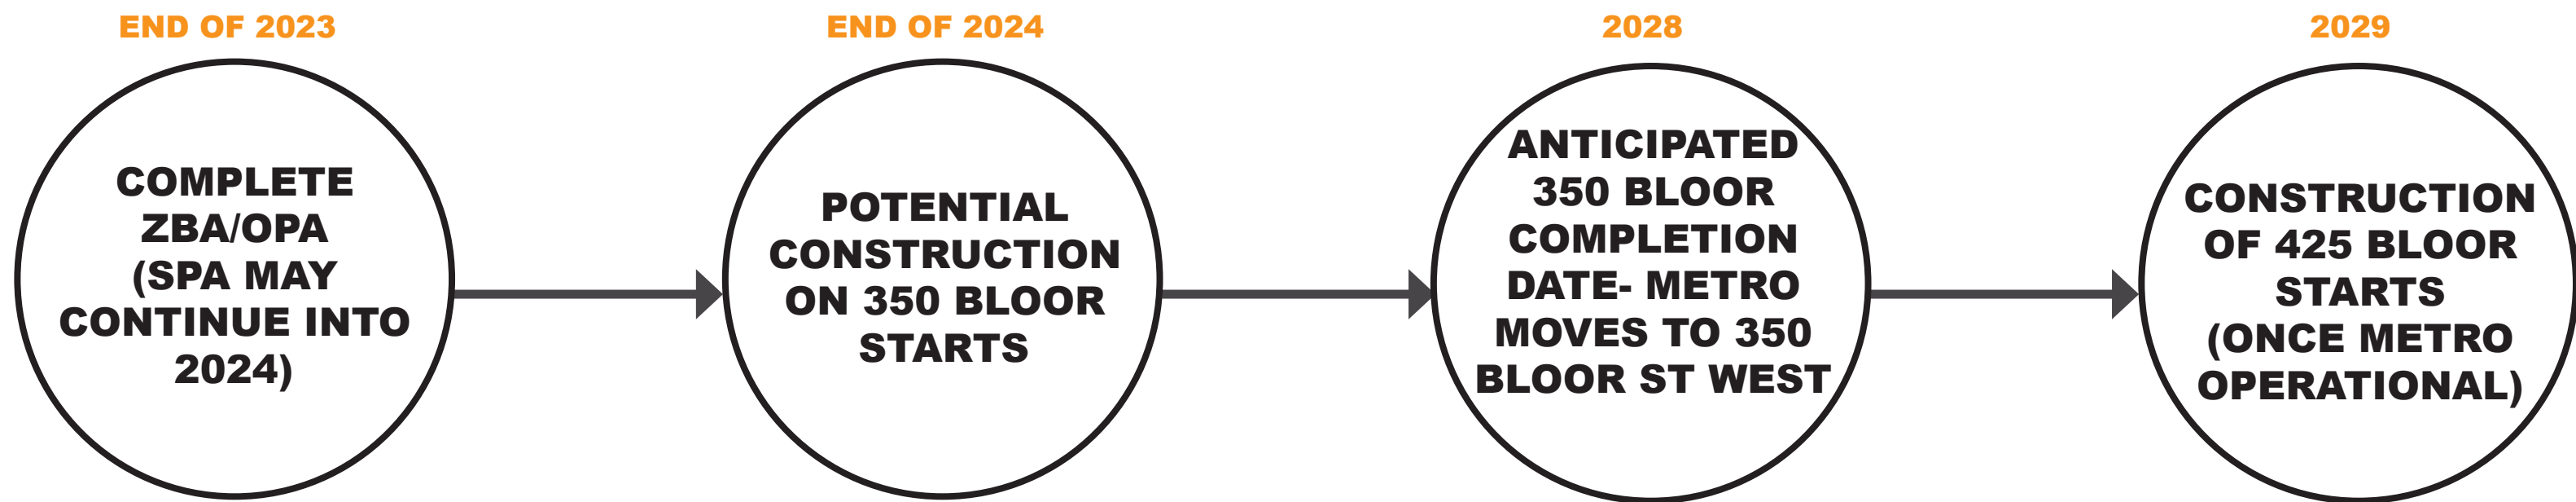 END OF 2023
COMPLETE
ZBA/OPA
(SPA MAY
CONTINUE INTO
2024)
END OF 2024
POTENTIAL
CONSTRUCTION
ON 350 BLOOR
STARTS
2028
ANTICIPATED
350 BLOOR
COMPLETION
DATE- METRO
MOVES TO 350
BLOOR ST WEST
2029
CONSTRUCTION
OF 425 BLOOR
STARTS
(ONCE METRO
OPERATIONAL)